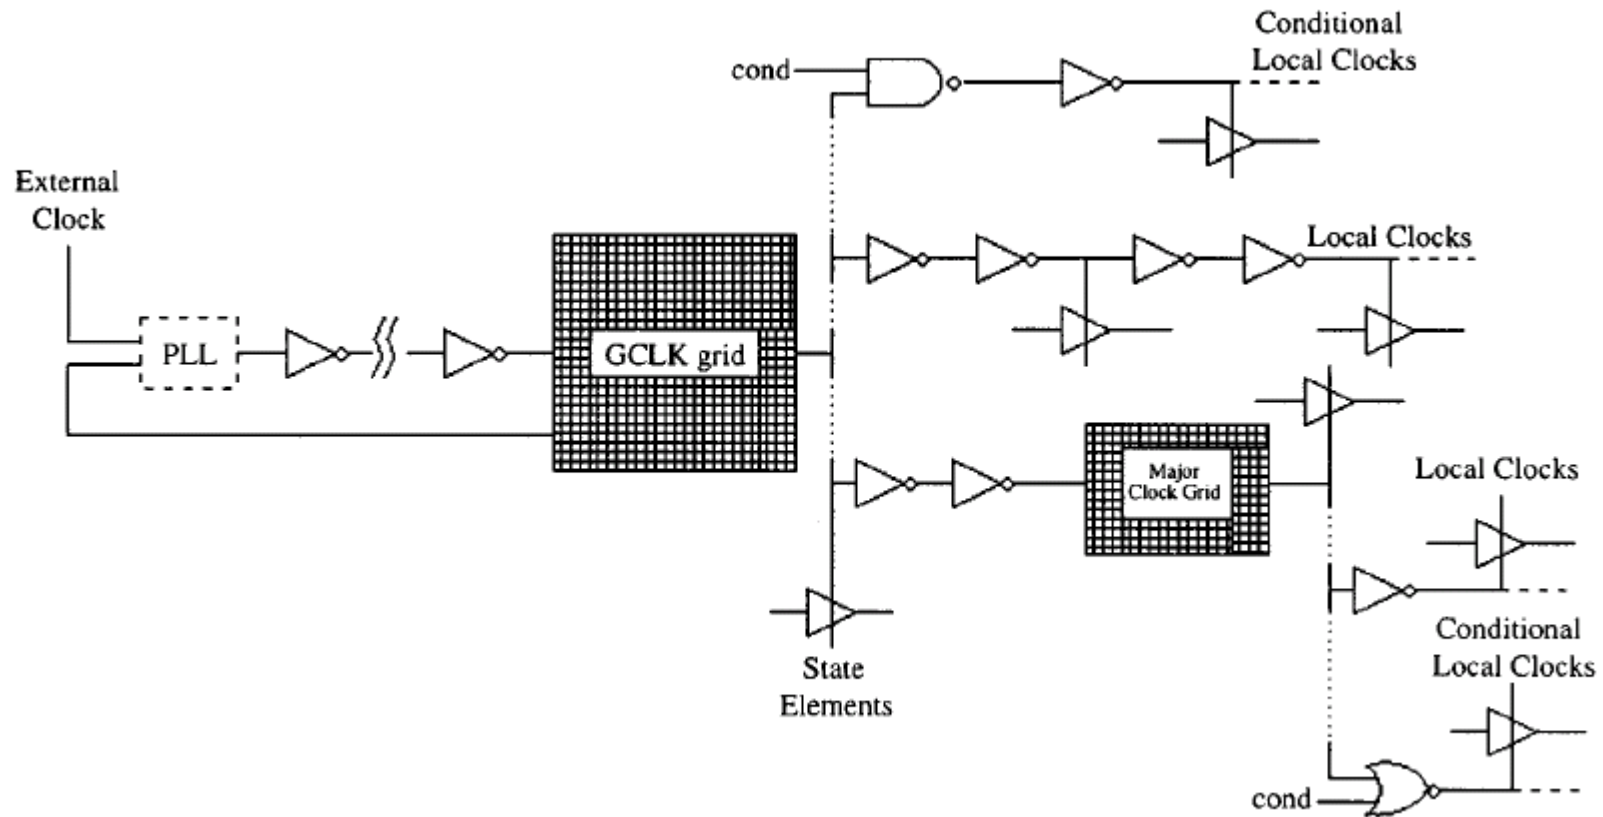 Conditional
Local Clocks
cond
External
Clock
Local Clocks
PLL
GCLK grid
Major
Clock Grid
Local Clocks
Conditional
Local Clocks
State
Elements
cond